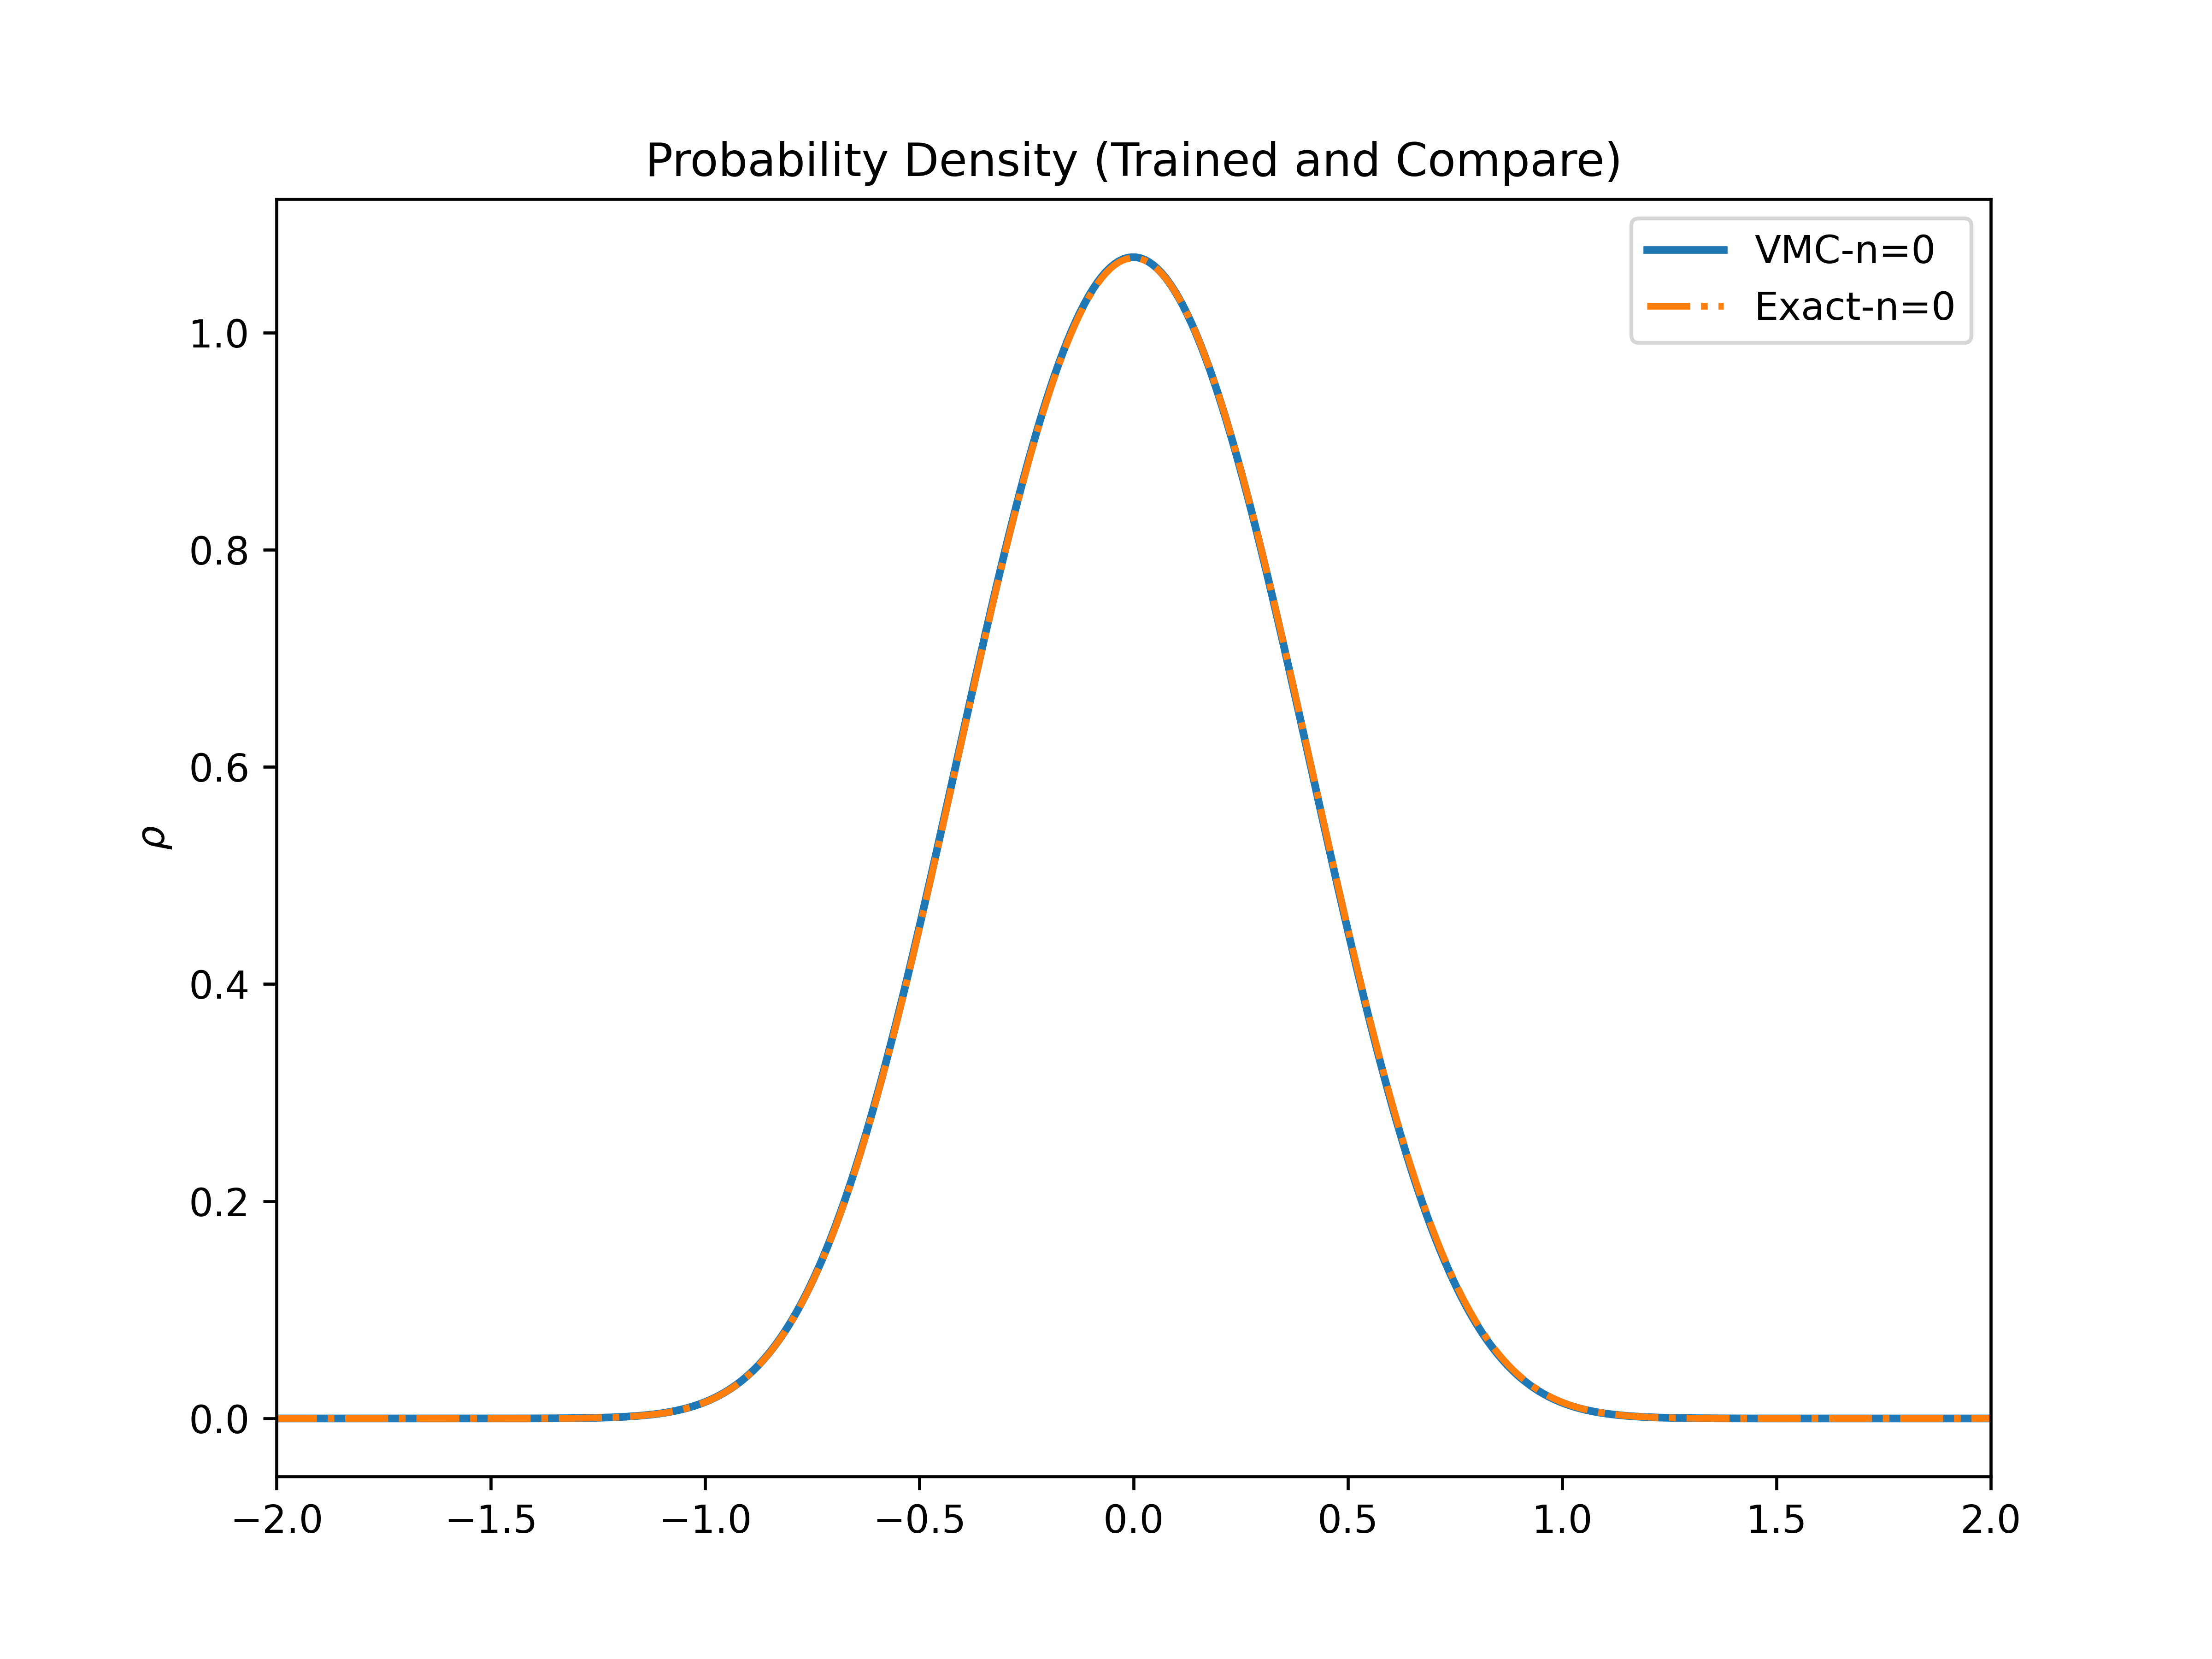 Probability Density (Trained and Compare)
VMC-n=0
Exact-n=0
1.0
0.8
0.6
ρ
0.4
0.2
0.0
−2.0 −1.5 −1.0 −0.5 0.0 0.5 1.0 1.5 2.0